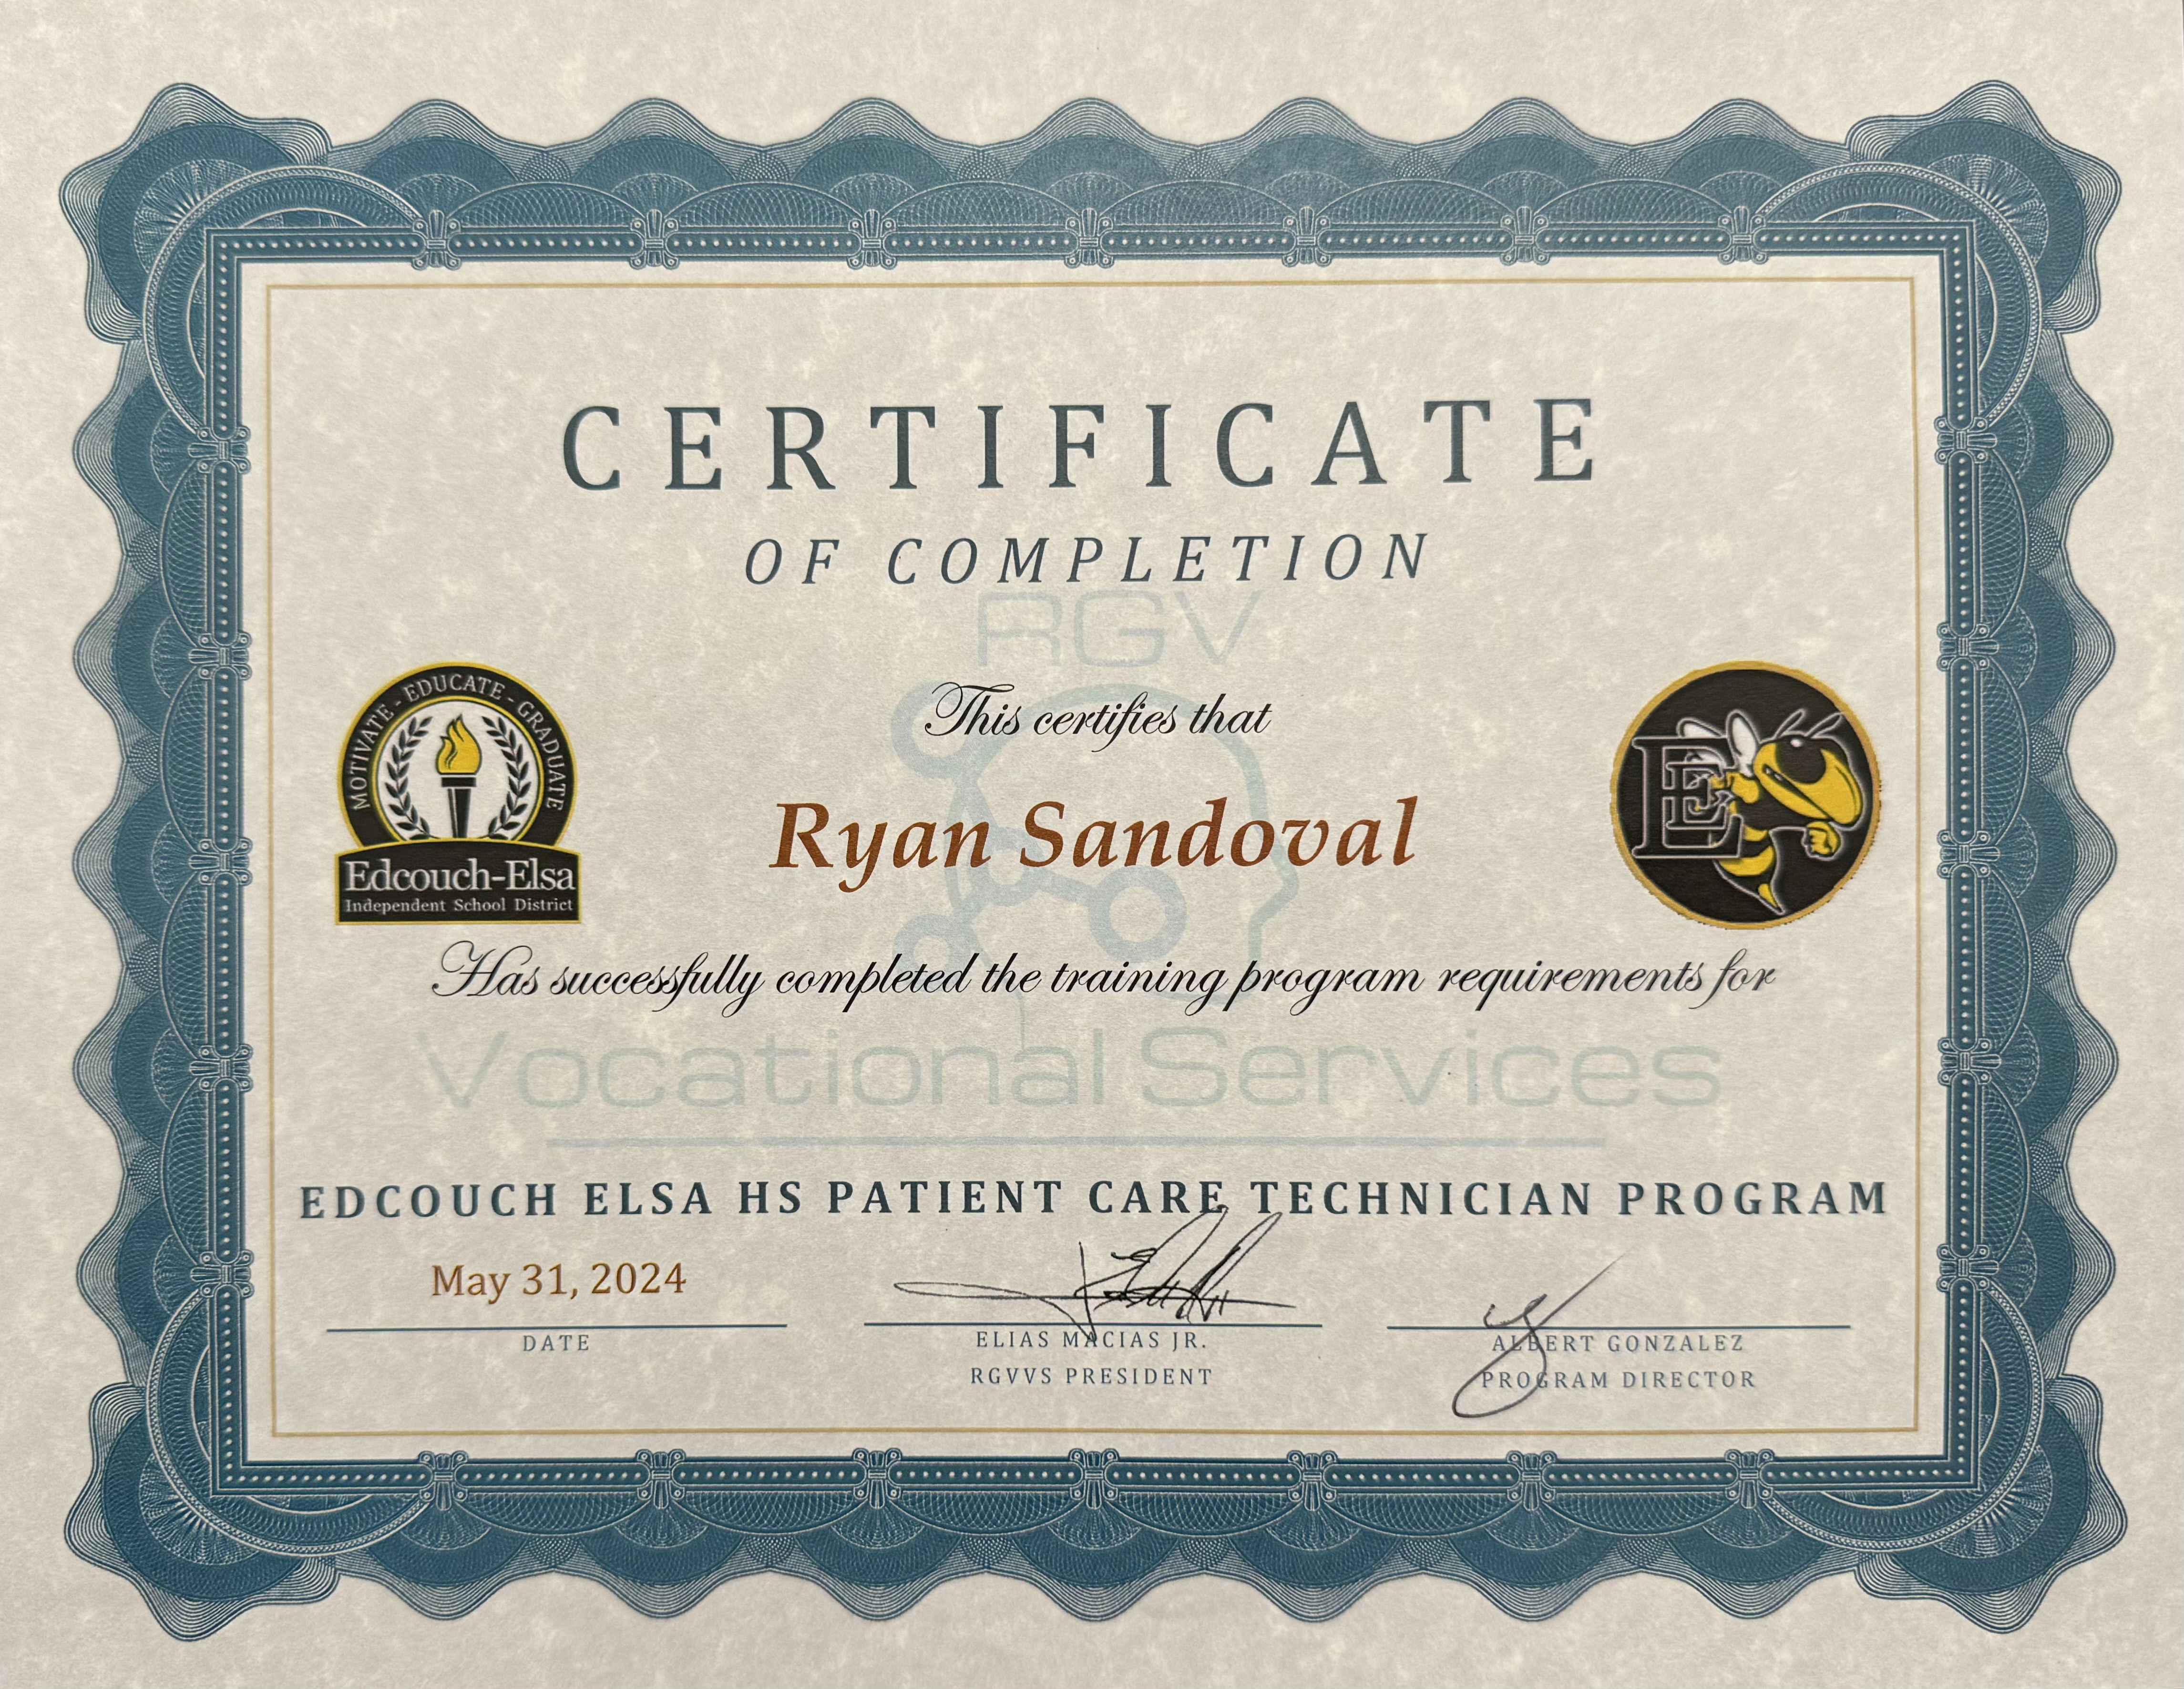 CERTIFICATE
OF COMPLETION
RGV
This certifies that
MOTIVATE - EDUCATE - GRADUATE
Edcouch-Elsa
Independent School District
EE
Ryan Sandoval
Has successfully completed the training program requirements for
Vocational Services
EDCOUCH ELSA HS PATIENT CARE TECHNICIAN PROGRAM
May 31, 2024
DATE
ELIAS MACIAS JR.
RGVVS PRESIDENT
ALBERT GONZALEZ
PROGRAM DIRECTOR